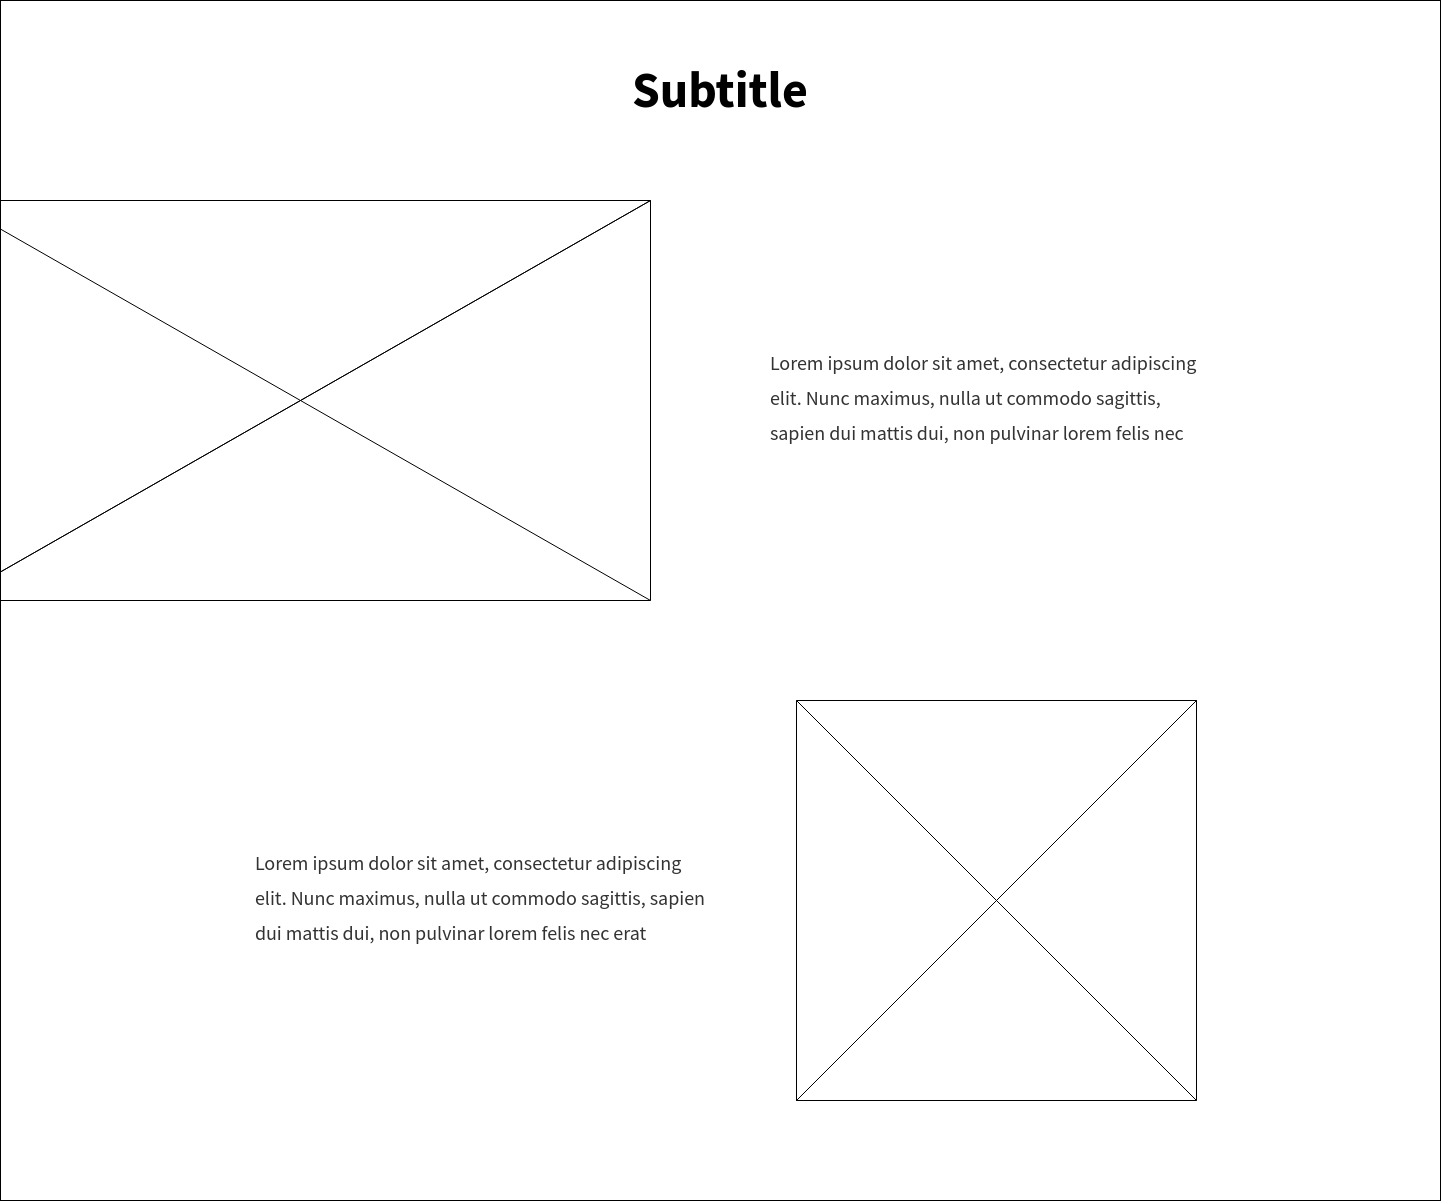 Subtitle
Lorem ipsum dolor sit amet, consectetur adipiscing
elit. Nunc maximus, nulla ut commodo sagittis,
sapien dui mattis dui, non pulvinar lorem felis nec
Lorem ipsum dolor sit amet, consectetur adipiscing
elit. Nunc maximus, nulla ut commodo sagittis, sapien
dui mattis dui, non pulvinar lorem felis nec erat